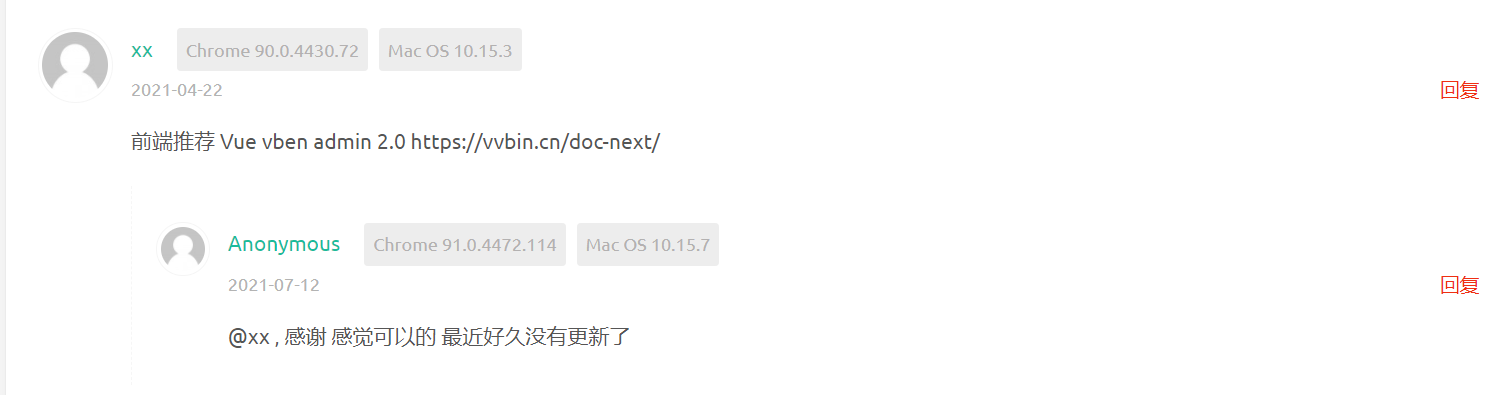 xx Chrome 90.0.4430.72 Mac OS 10.15.3
2021-04-22 回复
前端推荐 Vue vben admin 2.0 https://vvbin.cn/doc-next/
Anonymous Chrome 91.0.4472.114 Mac OS 10.15.7
2021-07-12 回复
@xx , 感谢 感觉可以的 最近好久没有更新了